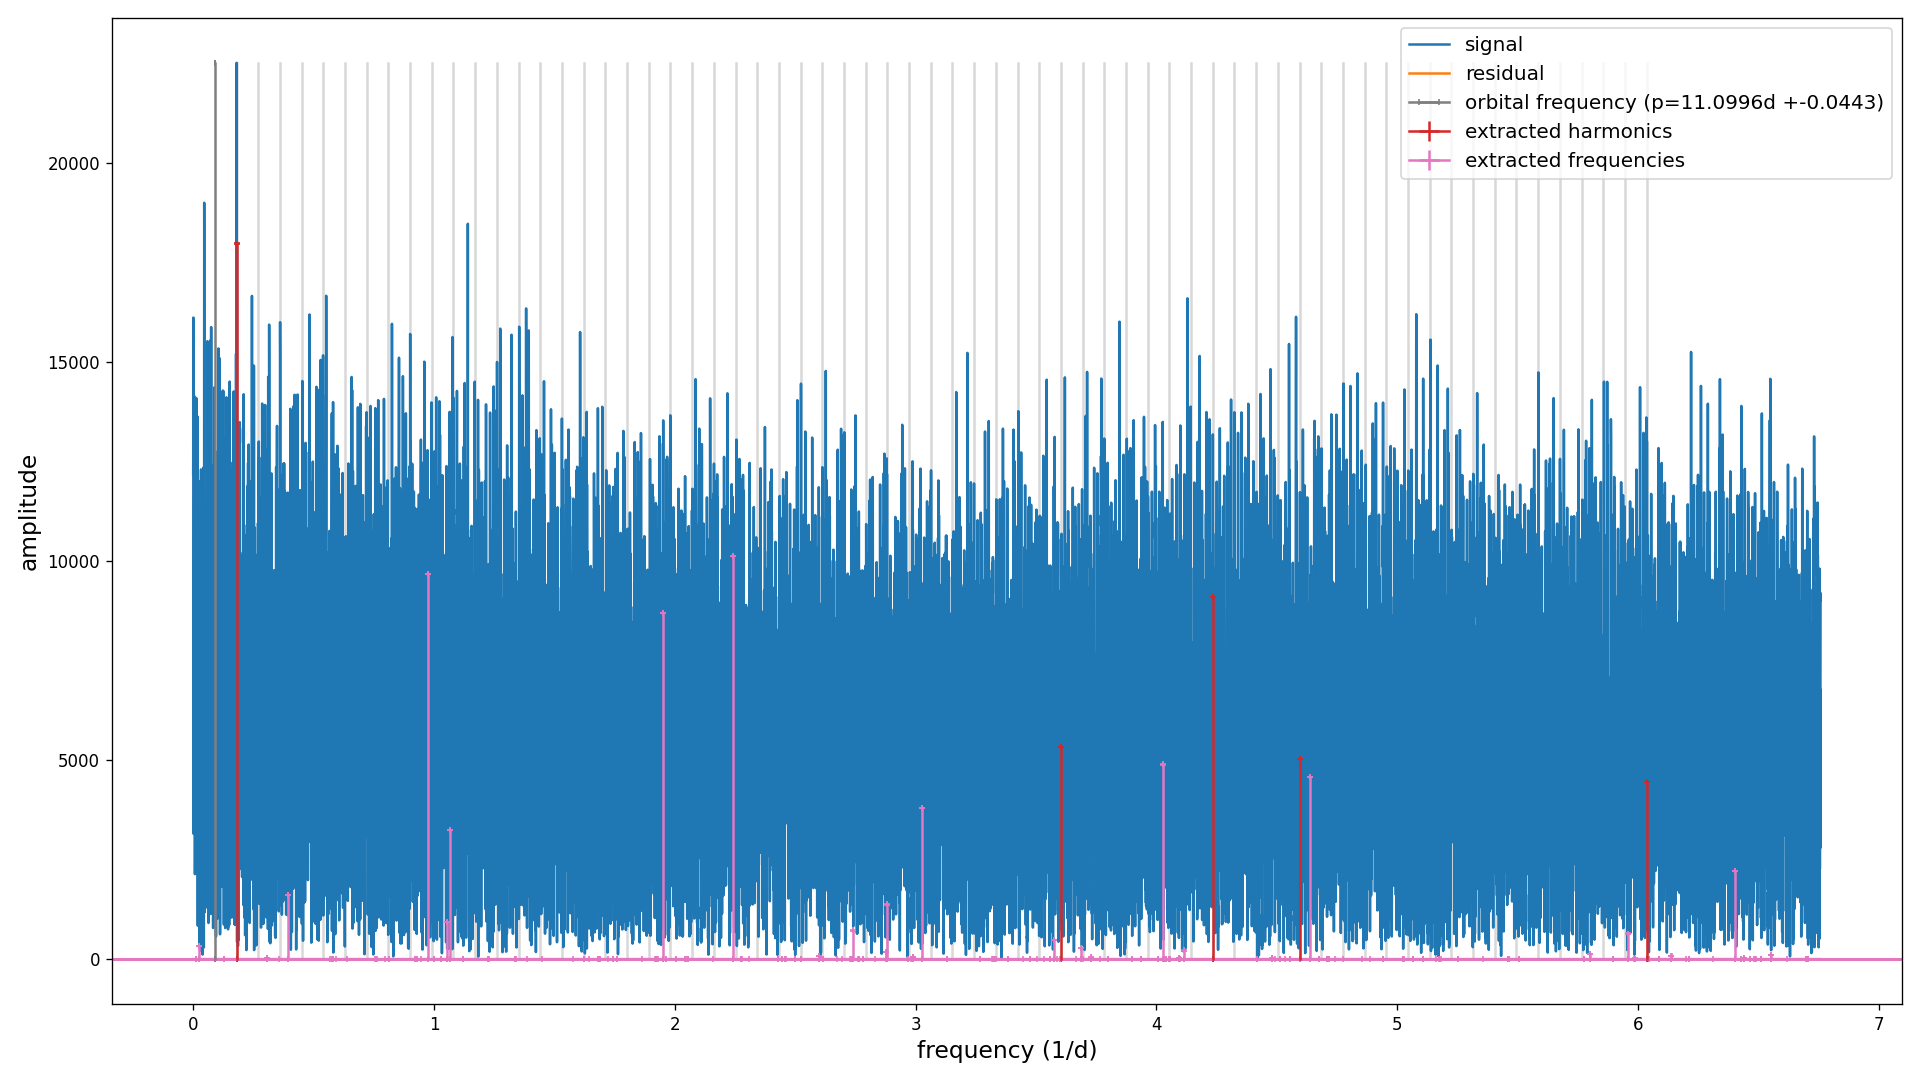 signal
residual
orbital frequency (p=11.0996d +-0.0443)
extracted harmonics
extracted frequencies
amplitude
20000
15000
10000
5000
0
0 1 2 3 4 5 6 7
frequency (1/d)